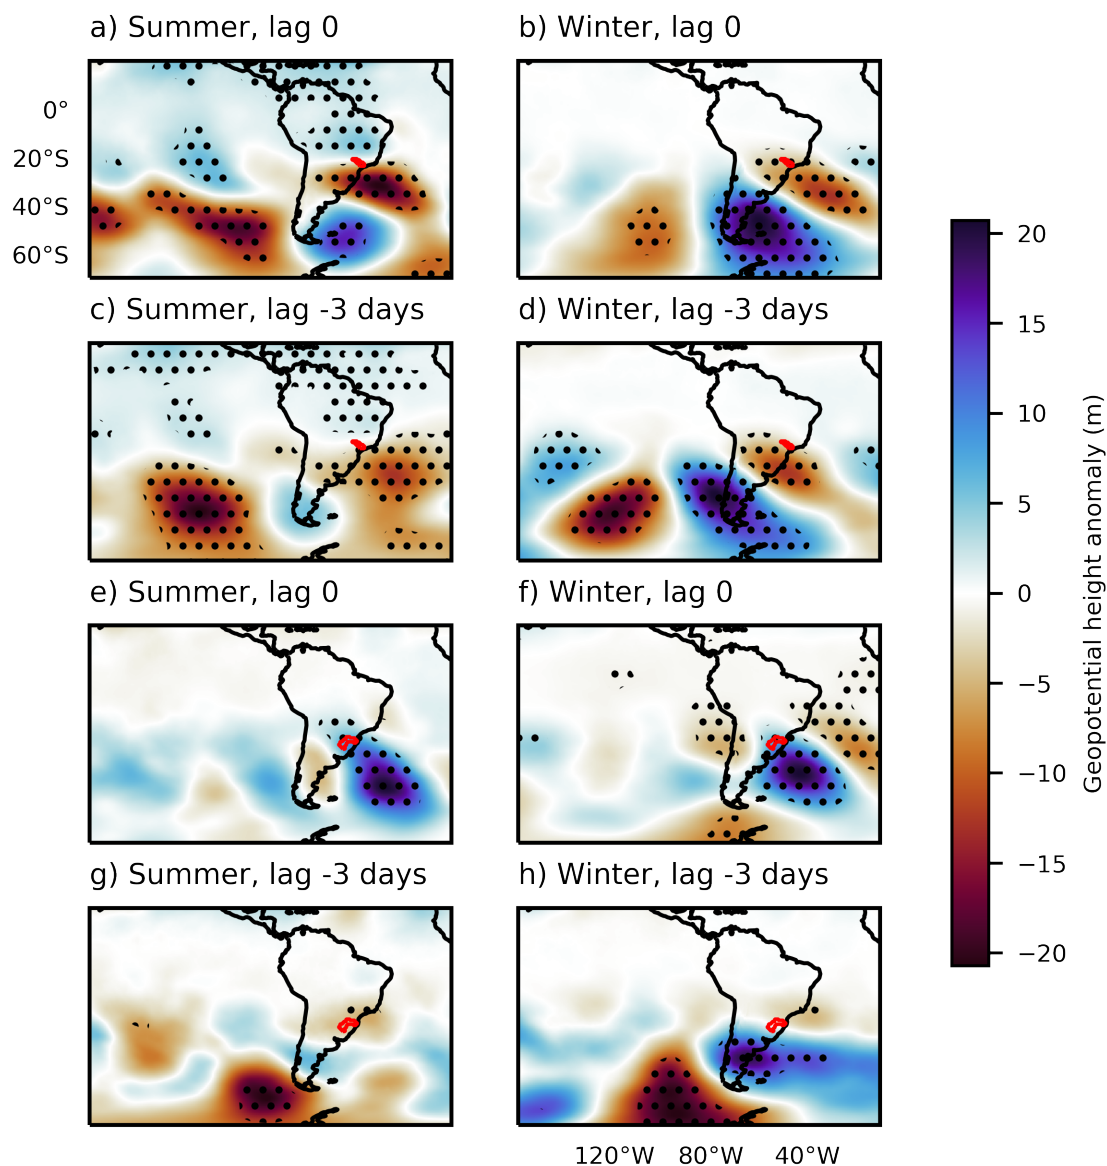 a) Summer, lag 0
b) Winter, lag 0
0°
20°S
40°S
60°S
c) Summer, lag -3 days
d) Winter, lag -3 days
e) Summer, lag 0
f) Winter, lag 0
g) Summer, lag -3 days
h) Winter, lag -3 days
120°W 80°W 40°W
20
15
10
5
0
−5
−10
−15
−20
Geopotential height anomaly (m)